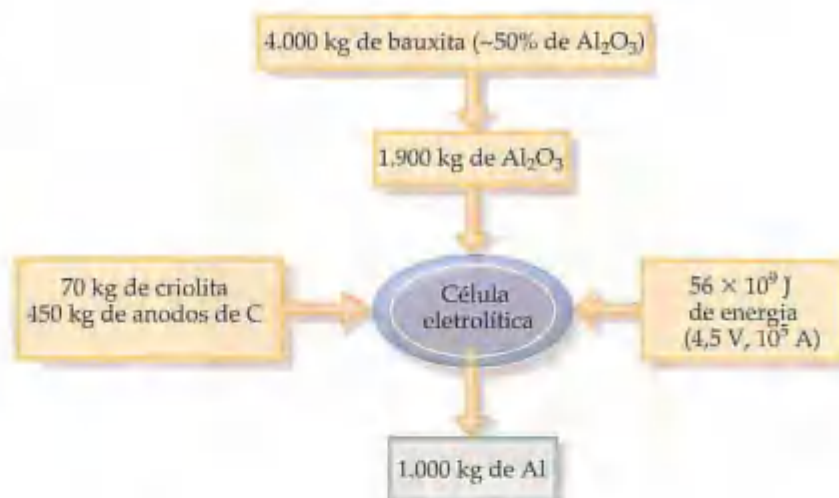 4.000 kg de bauxita (~50% de Al₂O₃)
1.900 kg de Al₂O₃
70 kg de criolita
450 kg de anodos de C
Célula
eletrolítica
56 × 10⁹ J
de energia
(4,5 V, 10⁵ A)
1.000 kg de Al